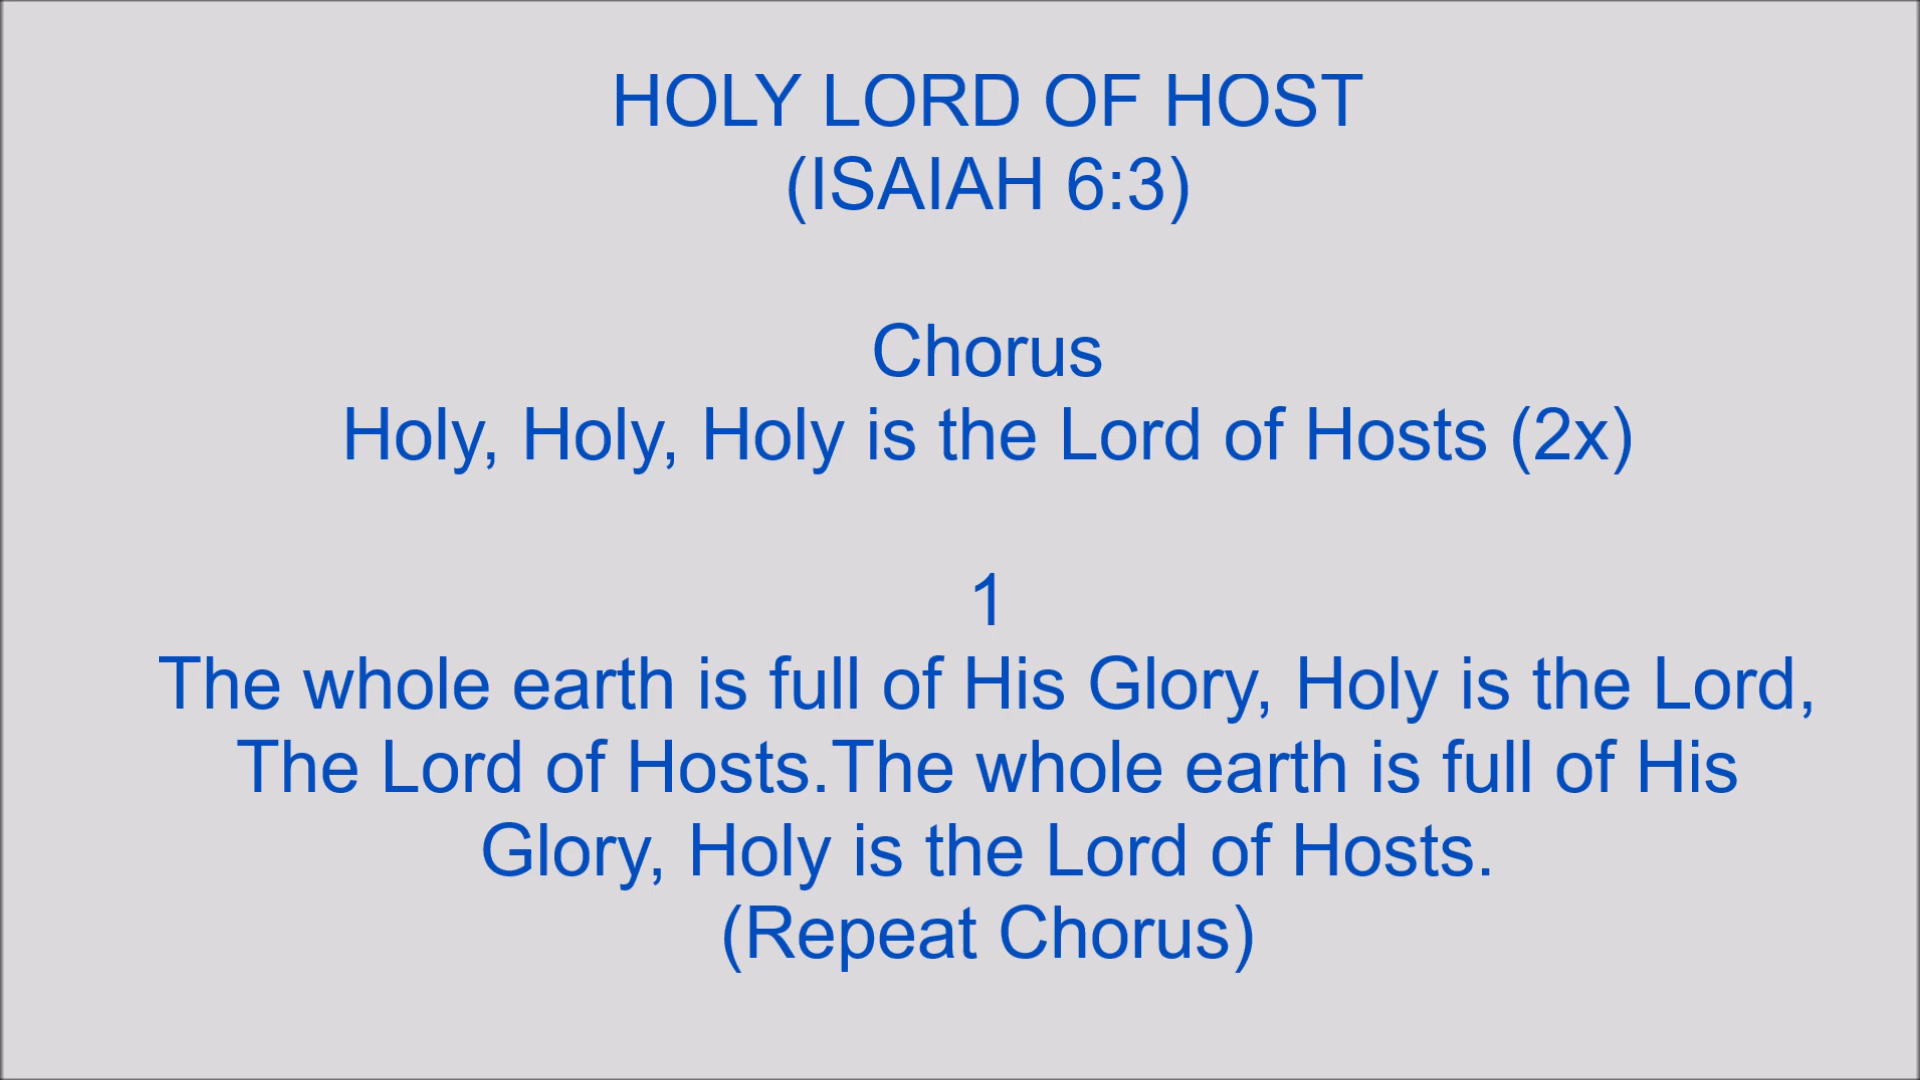 HOLY LORD OF HOST
(ISAIAH 6:3)
Chorus
Holy, Holy, Holy is the Lord of Hosts (2x)
1
The whole earth is full of His Glory, Holy is the Lord,
The Lord of Hosts.The whole earth is full of His
Glory, Holy is the Lord of Hosts.
(Repeat Chorus)